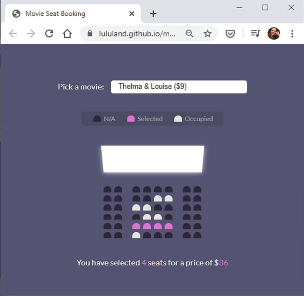 Movie Seat Booking
lululand.github.io/m...
Pick a movie: Thelma & Louise ($9)
N/A Selected Occupied
You have selected 4 seats for a price of $36